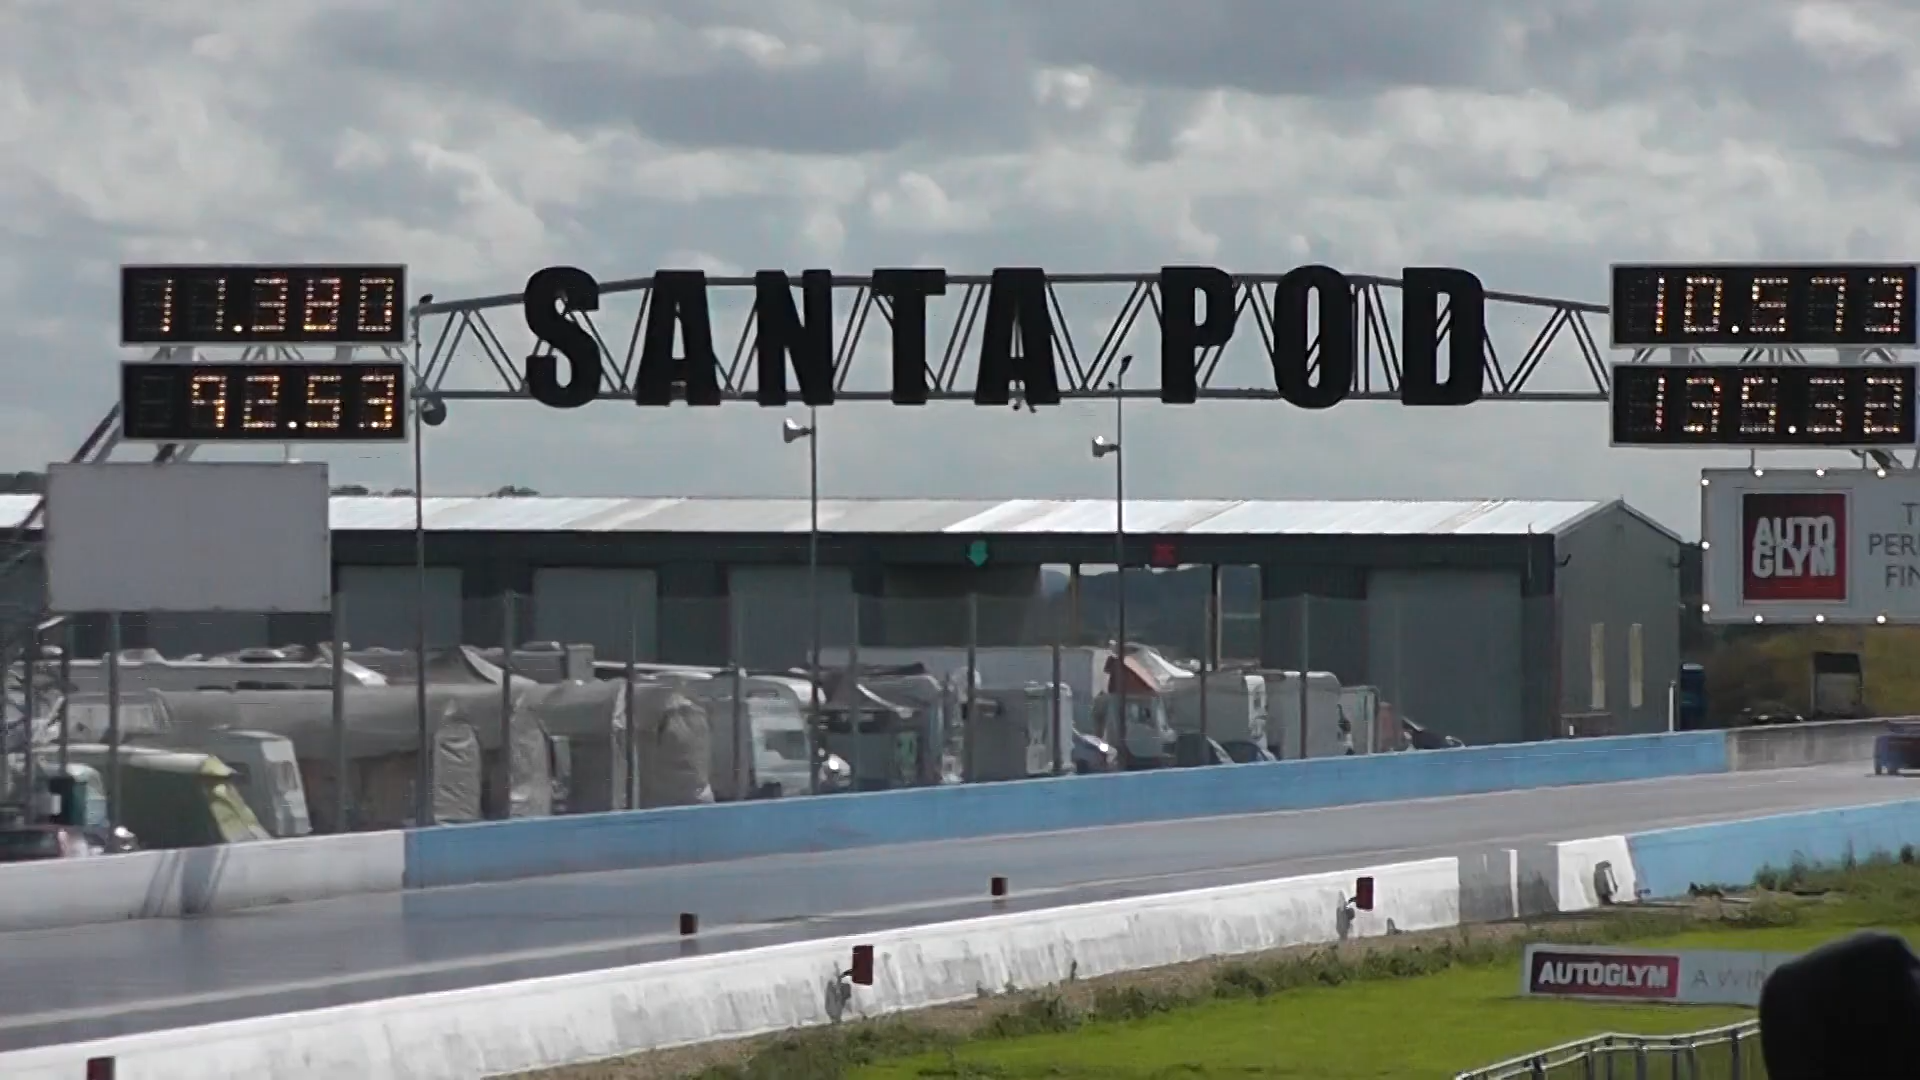 11.380
SANTA POD
10.573
92.53
135.32
AUTO
GLYM
AUTOGLYM A